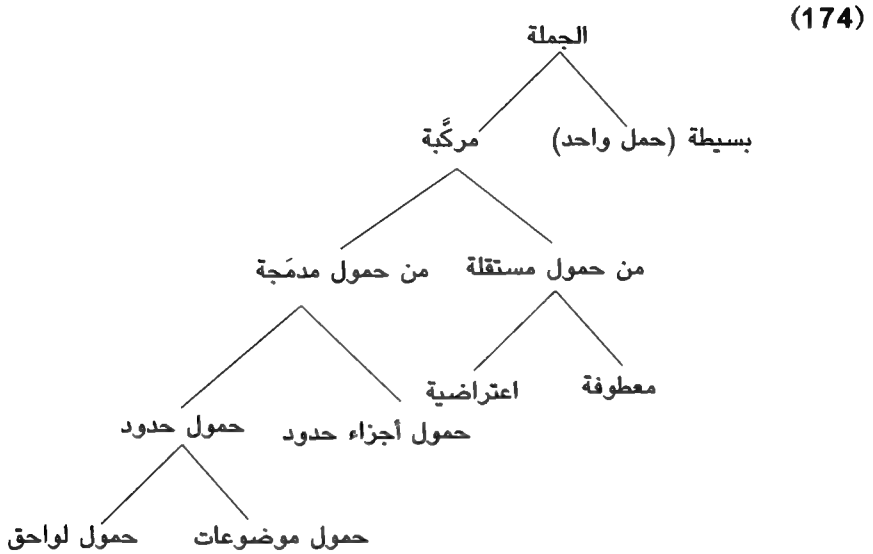 (174)
الجملة
بسيطة (حمل واحد) مركَّبة
من حمول مستقلة من حمول مدمَجة
معطوفة اعتراضية
حمول أجزاء حدود حمول حدود
حمول موضوعات حمول لواحق